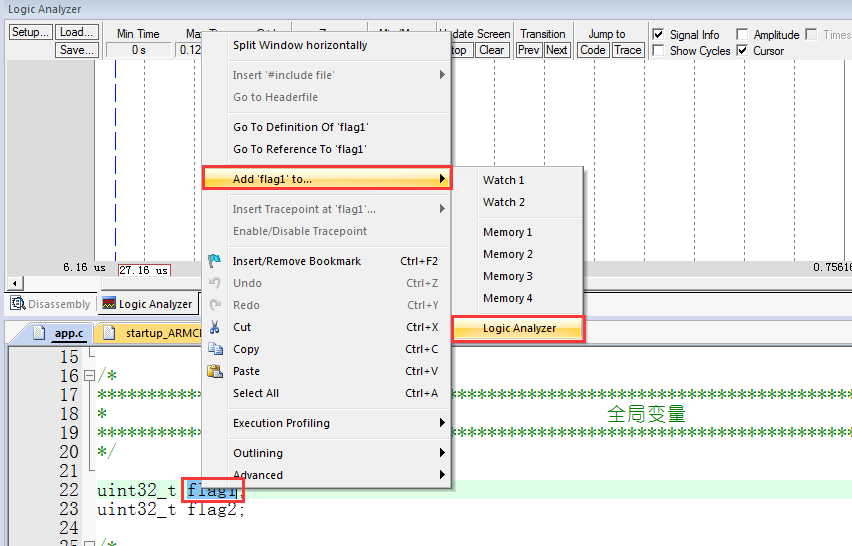 Logic Analyzer
Setup... Load... Min Time Update Screen Transition Jump to Signal Info Amplitude Times
Save... 0 s 0.12 Clear Prev Next Code Trace Show Cycles Cursor
Split Window horizontally
Insert '#include file'
Go to Headerfile
Go To Definition Of 'flag1'
Go To Reference To 'flag1'
Add 'flag1' to...
Insert Tracepoint at 'flag1'...
Enable/Disable Tracepoint
Insert/Remove Bookmark Ctrl+F2
Undo Ctrl+Z
Redo Ctrl+Y
Cut Ctrl+X
Copy Ctrl+C
Paste Ctrl+V
Select All Ctrl+A
Execution Profiling
Outlining
Advanced
Watch 1
Watch 2
Memory 1
Memory 2
Memory 3
Memory 4
Logic Analyzer
6.16 us 27.16 us 0.7561
Disassembly Logic Analyzer
app.c startup_ARMC
15
16 /*
17
18 * 全局变量
19
20 */
21
22 uint32_t flag1;
23 uint32_t flag2;
24
25 /*